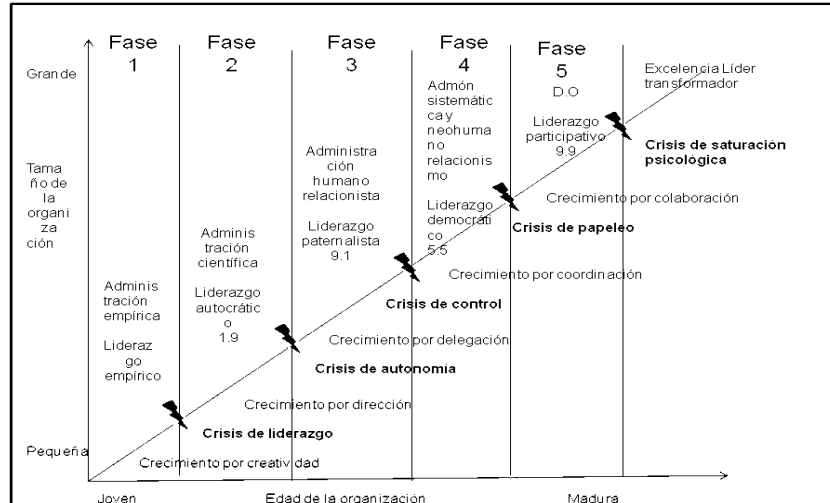 Fase
1
Fase
2
Fase
3
Fase
4
Fase
5
Grande
Tama
ño de
la
organi
zación
Pequeña
Adminis
tración
empírica
Lideraz
go
empírico
Adminis
tración
científica
Liderazgo
autocrátic
o
1.9
Administra
ción
humano
relacionista
Liderazgo
paternalista
9.1
Admón
sistemátic
ca y
neohuma
no
relacionis
mo
Liderazgo
democráti
co
5.5
D.O
Liderazgo
participativo
9.9
Excelencia Líder
transformador
Crisis de saturación
psicológica
Crecimiento por colaboración
Crisis de papeleo
Crecimiento por coordinación
Crisis de control
Crecimiento por delegación
Crisis de autonomía
Crecimiento por dirección
Crisis de liderazgo
Crecimiento por creatividad
Joven
Edad de la organización
Madura